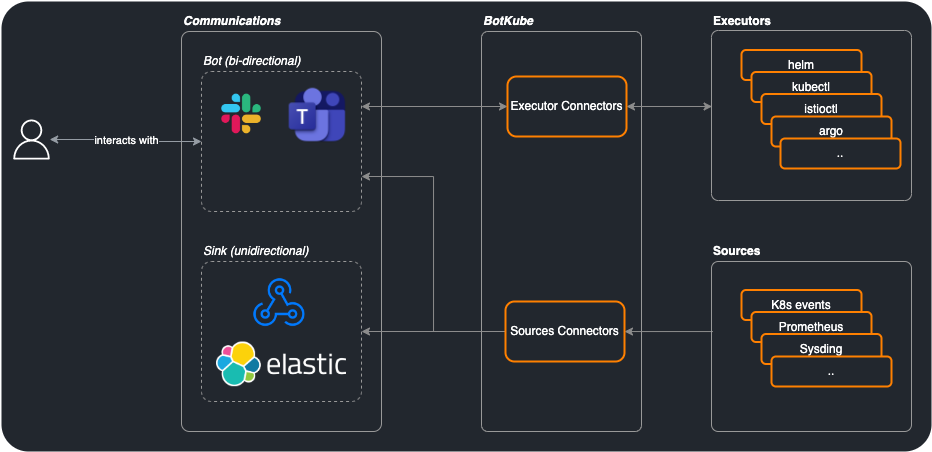 Communications
BotKube
Executors
Bot (bi-directional)
T
Executor Connectors
helm
kubectl
istioctl
argo
..
interacts with
Sink (unidirectional)
elastic
Sources Connectors
Sources
K8s events
Prometheus
Sysding
..